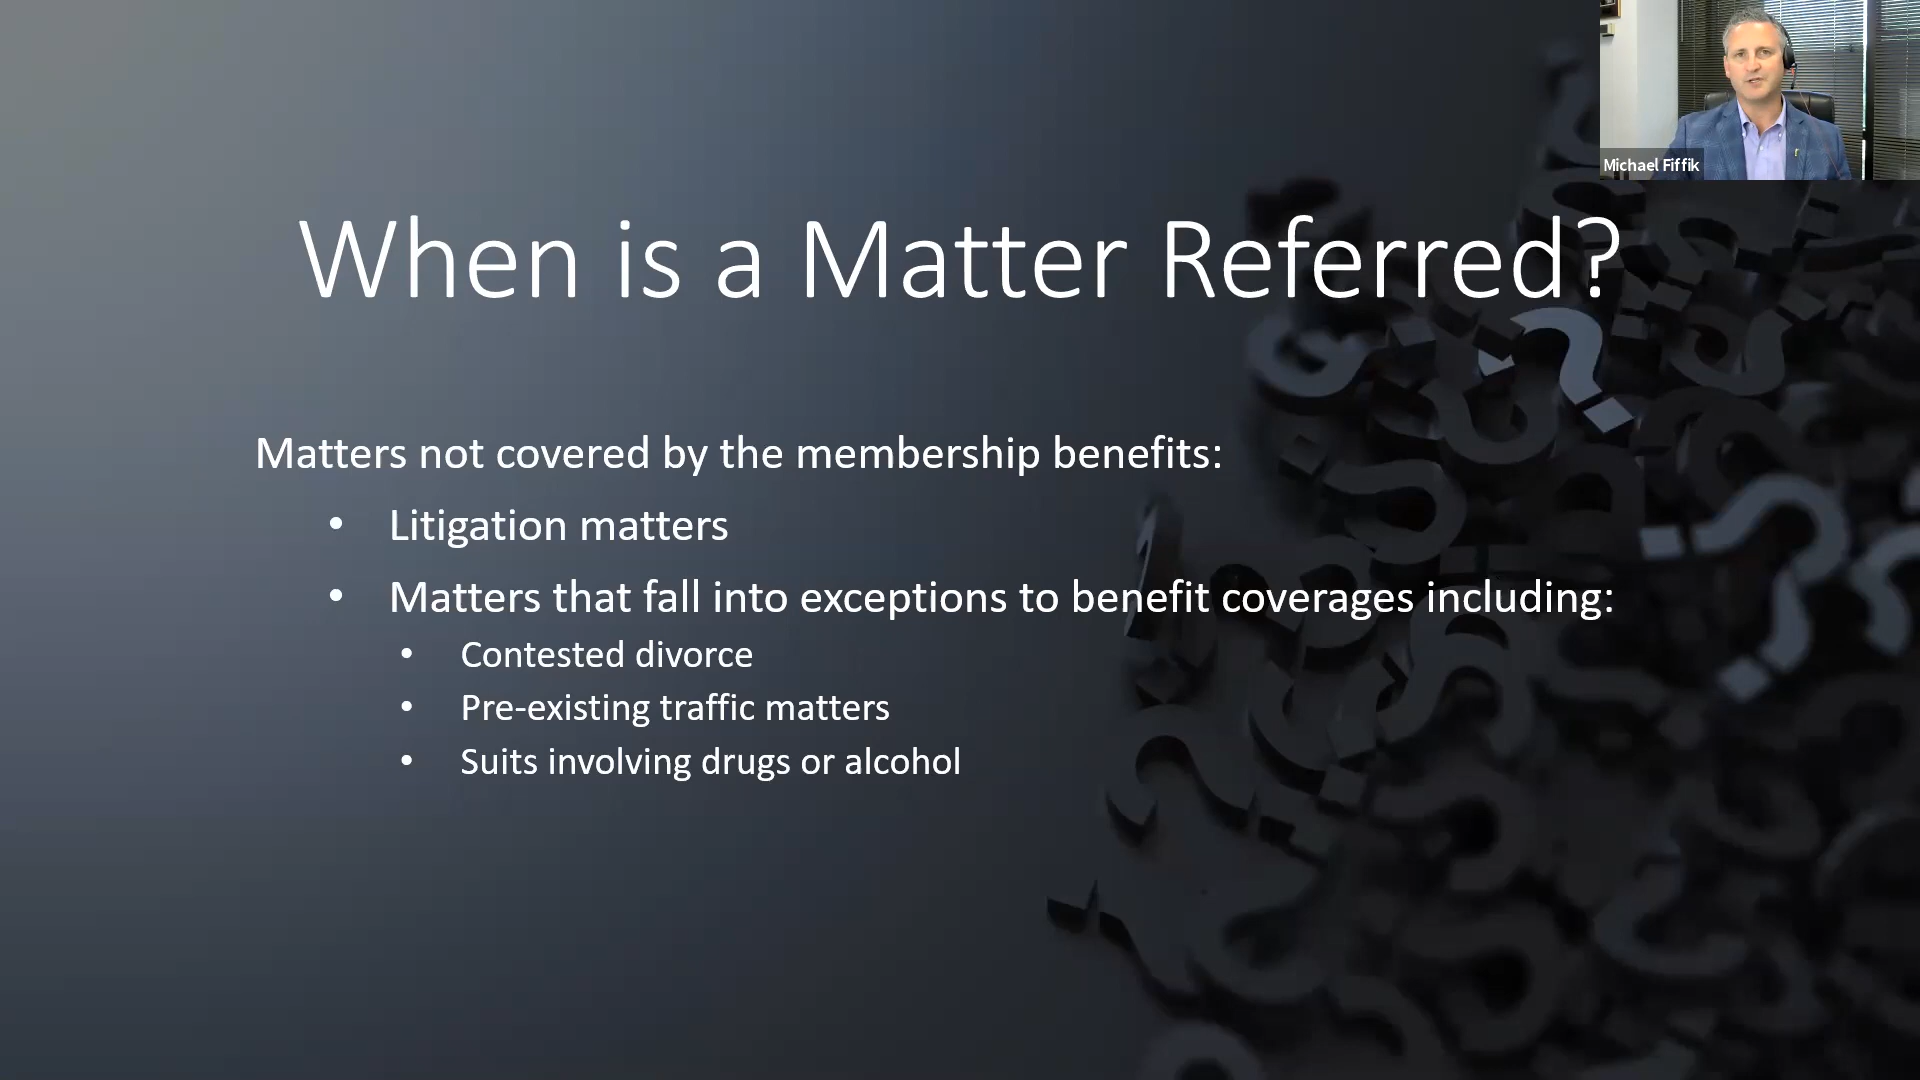 Michael Fiffik
When is a Matter Referred?
Matters not covered by the membership benefits:
• Litigation matters
• Matters that fall into exceptions to benefit coverages including:
• Contested divorce
• Pre-existing traffic matters
• Suits involving drugs or alcohol